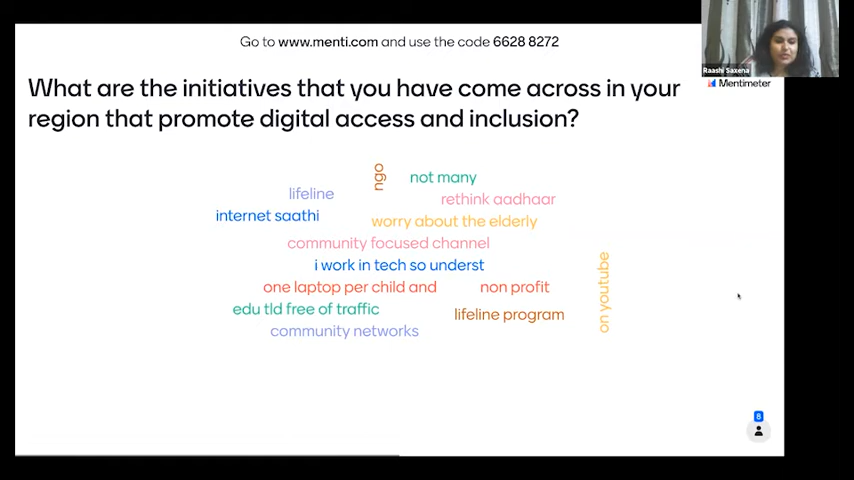 Go to www.menti.com and use the code 6628 8272
Raashi Saxena
Mentimeter
What are the initiatives that you have come across in your
region that promote digital access and inclusion?
ngo
not many
lifeline
rethink aadhaar
internet saathi
worry about the elderly
community focused channel
i work in tech so underst
one laptop per child and
non profit
on youtube
edu tld free of traffic
lifeline program
community networks
8